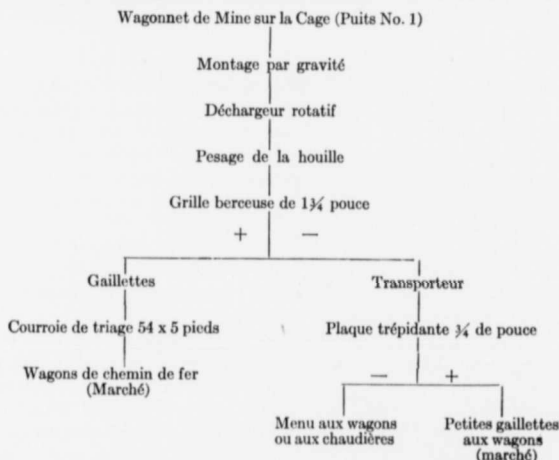 Wagonnet de Mine sur la Cage (Puits No. 1)
Montage par gravité
Déchargeur rotatif
Pesage de la houille
Grille berceuse de 1¾ pouce
+ —
Gaillettes
Transporteur
Courroie de triage 54 x 5 pieds
Plaque trépidante ¾ de pouce
Wagons de chemin de fer
(Marché)
— +
Menu aux wagons
ou aux chaudières
Petites gaillettes
aux wagons
(marché)